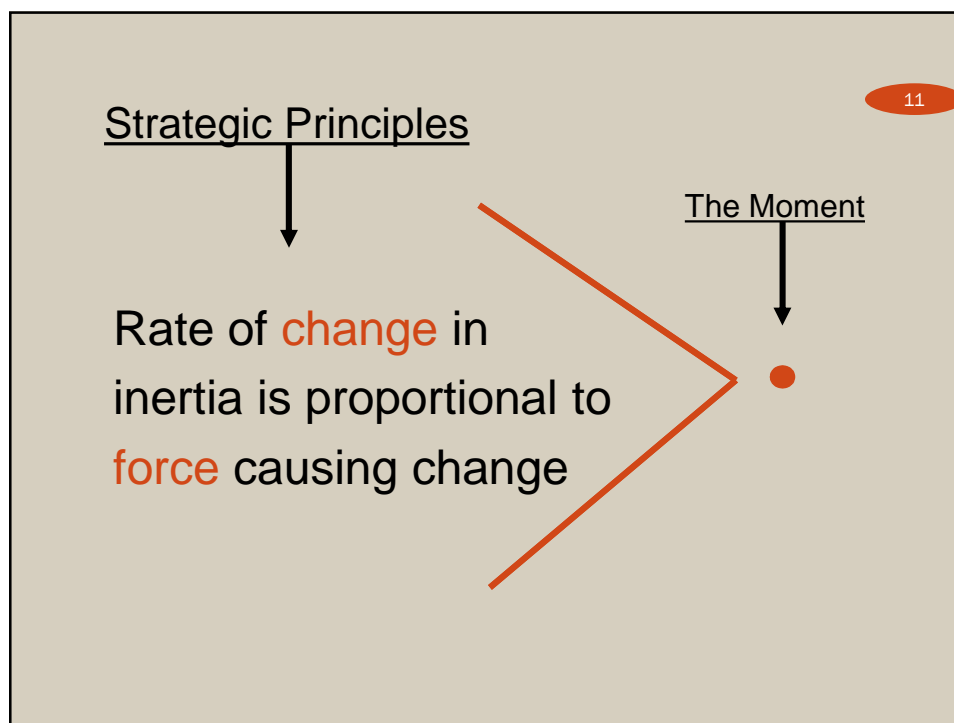 11
Strategic Principles
The Moment
Rate of change in
inertia is proportional to
force causing change